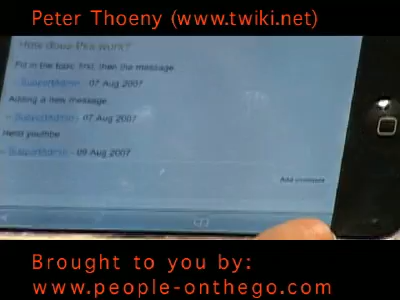 Peter Thoeny (www.twiki.net)
How does Pea work?
Put in the topic first, then the message
07 Aug 2007
Adding a new message
07 Aug 2007
Hello youtube
09 Aug 2007
Add comment
Brought to you by:
www.people-onthego.com